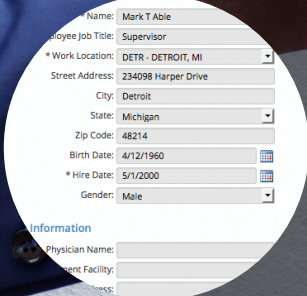 * Name: Mark T Able
ployee Job Title: Supervisor
* Work Location: DETR - DETROIT, MI
Street Address: 234098 Harper Drive
City: Detroit
State: Michigan
Zip Code: 48214
Birth Date: 4/12/1960
* Hire Date: 5/1/2000
Gender: Male
Information
Physician Name:
ment Facility: